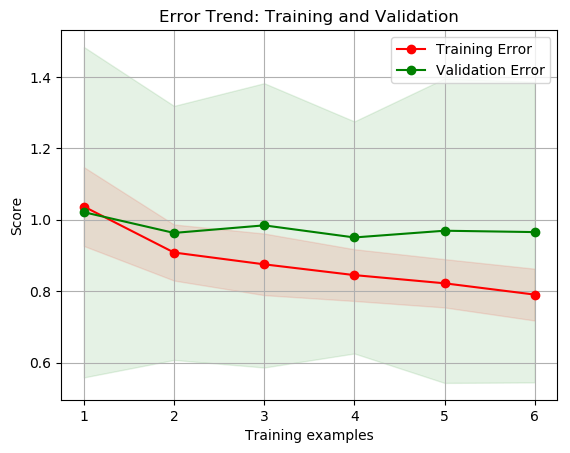 Error Trend: Training and Validation
Training Error
Validation Error
Score
1.4
1.2
1.0
0.8
0.6
1 2 3 4 5 6
Training examples